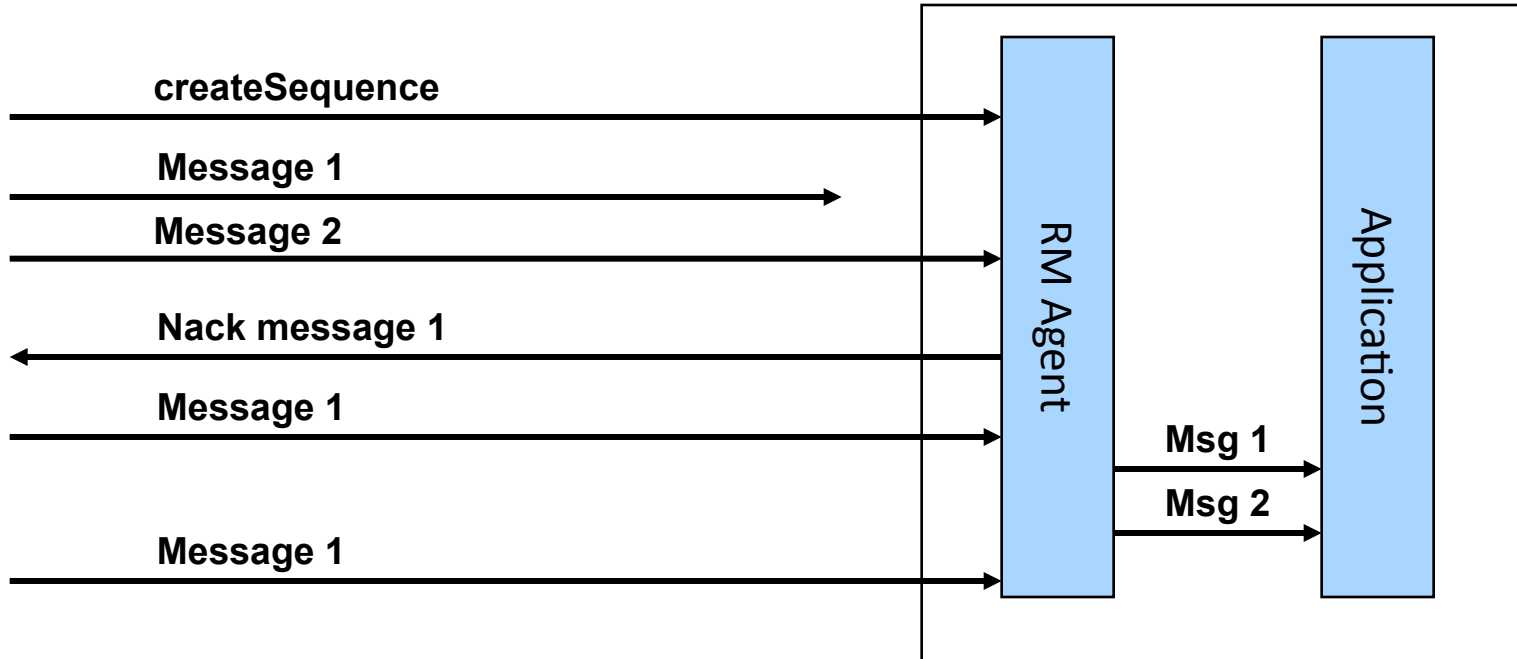 createSequence
Message 1
Message 2
Nack message 1
Message 1
Message 1
RM Agent
Msg 1
Msg 2
Application